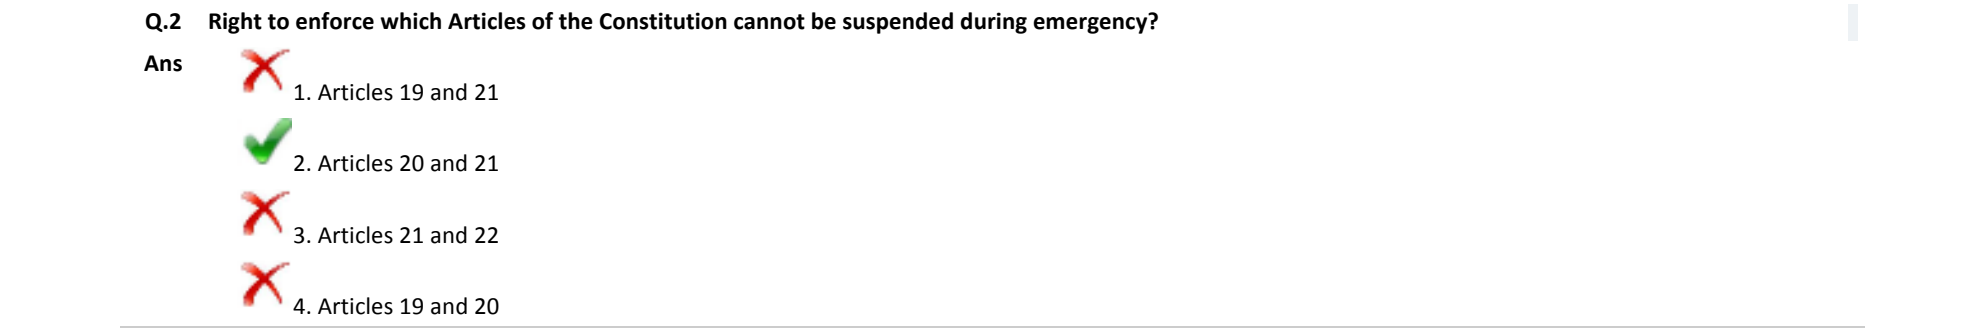 Q.2 Right to enforce which Articles of the Constitution cannot be suspended during emergency?
Ans
1. Articles 19 and 21
2. Articles 20 and 21
3. Articles 21 and 22
4. Articles 19 and 20